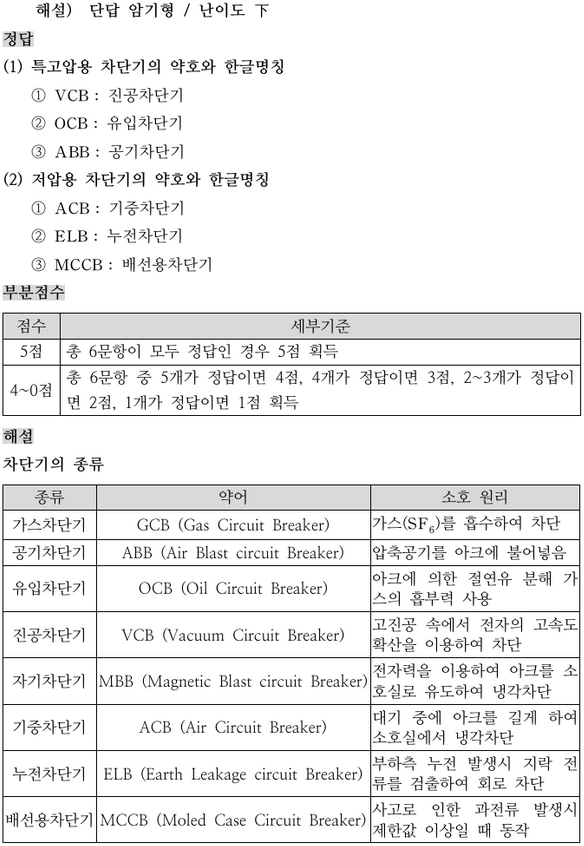 해설) 단답 암기형 / 난이도 下
정답
(1) 특고압용 차단기의 약호와 한글명칭
① VCB : 진공차단기
② OCB : 유입차단기
③ ABB : 공기차단기
(2) 저압용 차단기의 약호와 한글명칭
① ACB : 기중차단기
② ELB : 누전차단기
③ MCCB : 배선용차단기
부분점수
점수 세부기준
5점 총 6문항이 모두 정답인 경우 5점 획득
4~0점 총 6문항 중 5개가 정답이면 4점, 4개가 정답이면 3점, 2~3개가 정답이
면 2점, 1개가 정답이면 1점 획득
해설
차단기의 종류
종류 약어 소호 원리
가스차단기 GCB (Gas Circuit Breaker) 가스(SF6)를 흡수하여 차단
공기차단기 ABB (Air Blast circuit Breaker) 압축공기를 아크에 불어넣음
유입차단기 OCB (Oil Circuit Breaker) 아크에 의한 절연유 분해 가
스의 흡부력 사용
진공차단기 VCB (Vacuum Circuit Breaker) 고진공 속에서 전자의 고속도
확산을 이용하여 차단
자기차단기 MBB (Magnetic Blast circuit Breaker) 전자력을 이용하여 아크를 소
호실로 유도하여 냉각차단
기중차단기 ACB (Air Circuit Breaker) 대기 중에 아크를 길게 하여
소호실에서 냉각차단
누전차단기 ELB (Earth Leakage circuit Breaker) 부하측 누전 발생시 지락 전
류를 검출하여 회로 차단
배선용차단기 MCCB (Moled Case Circuit Breaker) 사고로 인한 과전류 발생시
제한값 이상일 때 동작